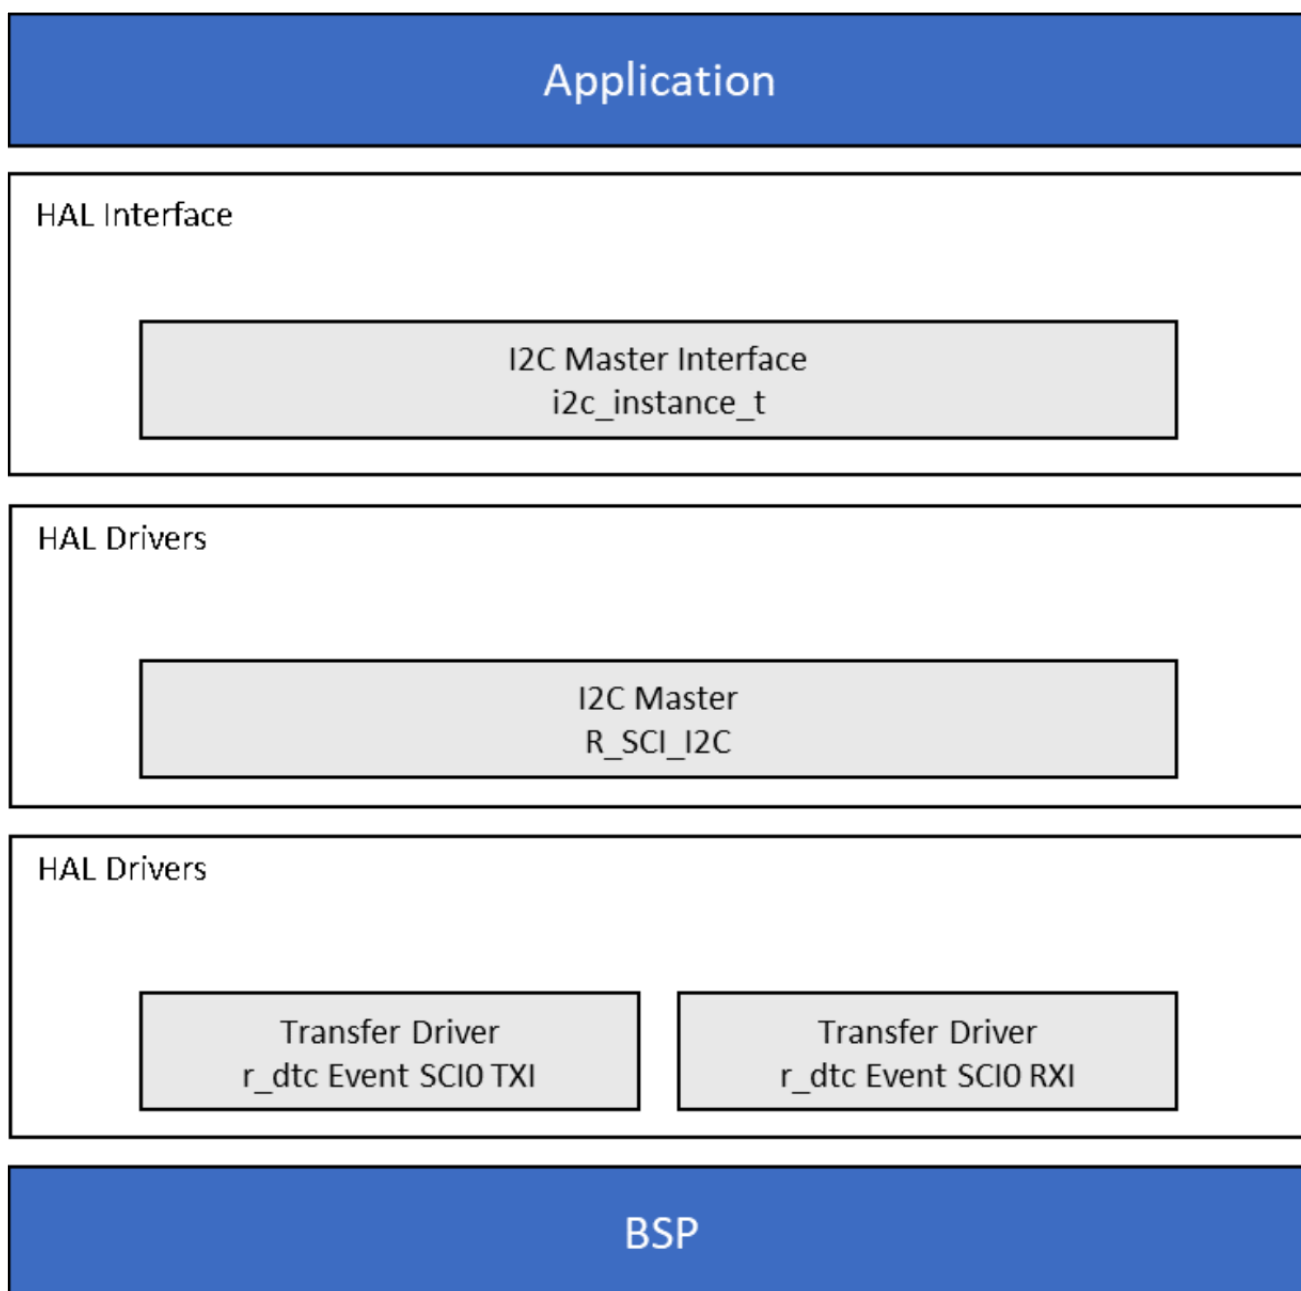 Application
HAL Interface
I2C Master Interface
i2c_instance_t
HAL Drivers
I2C Master
R_SCI_I2C
HAL Drivers
Transfer Driver
r_dtc Event SCI0 TXI
Transfer Driver
r_dtc Event SCI0 RXI
BSP